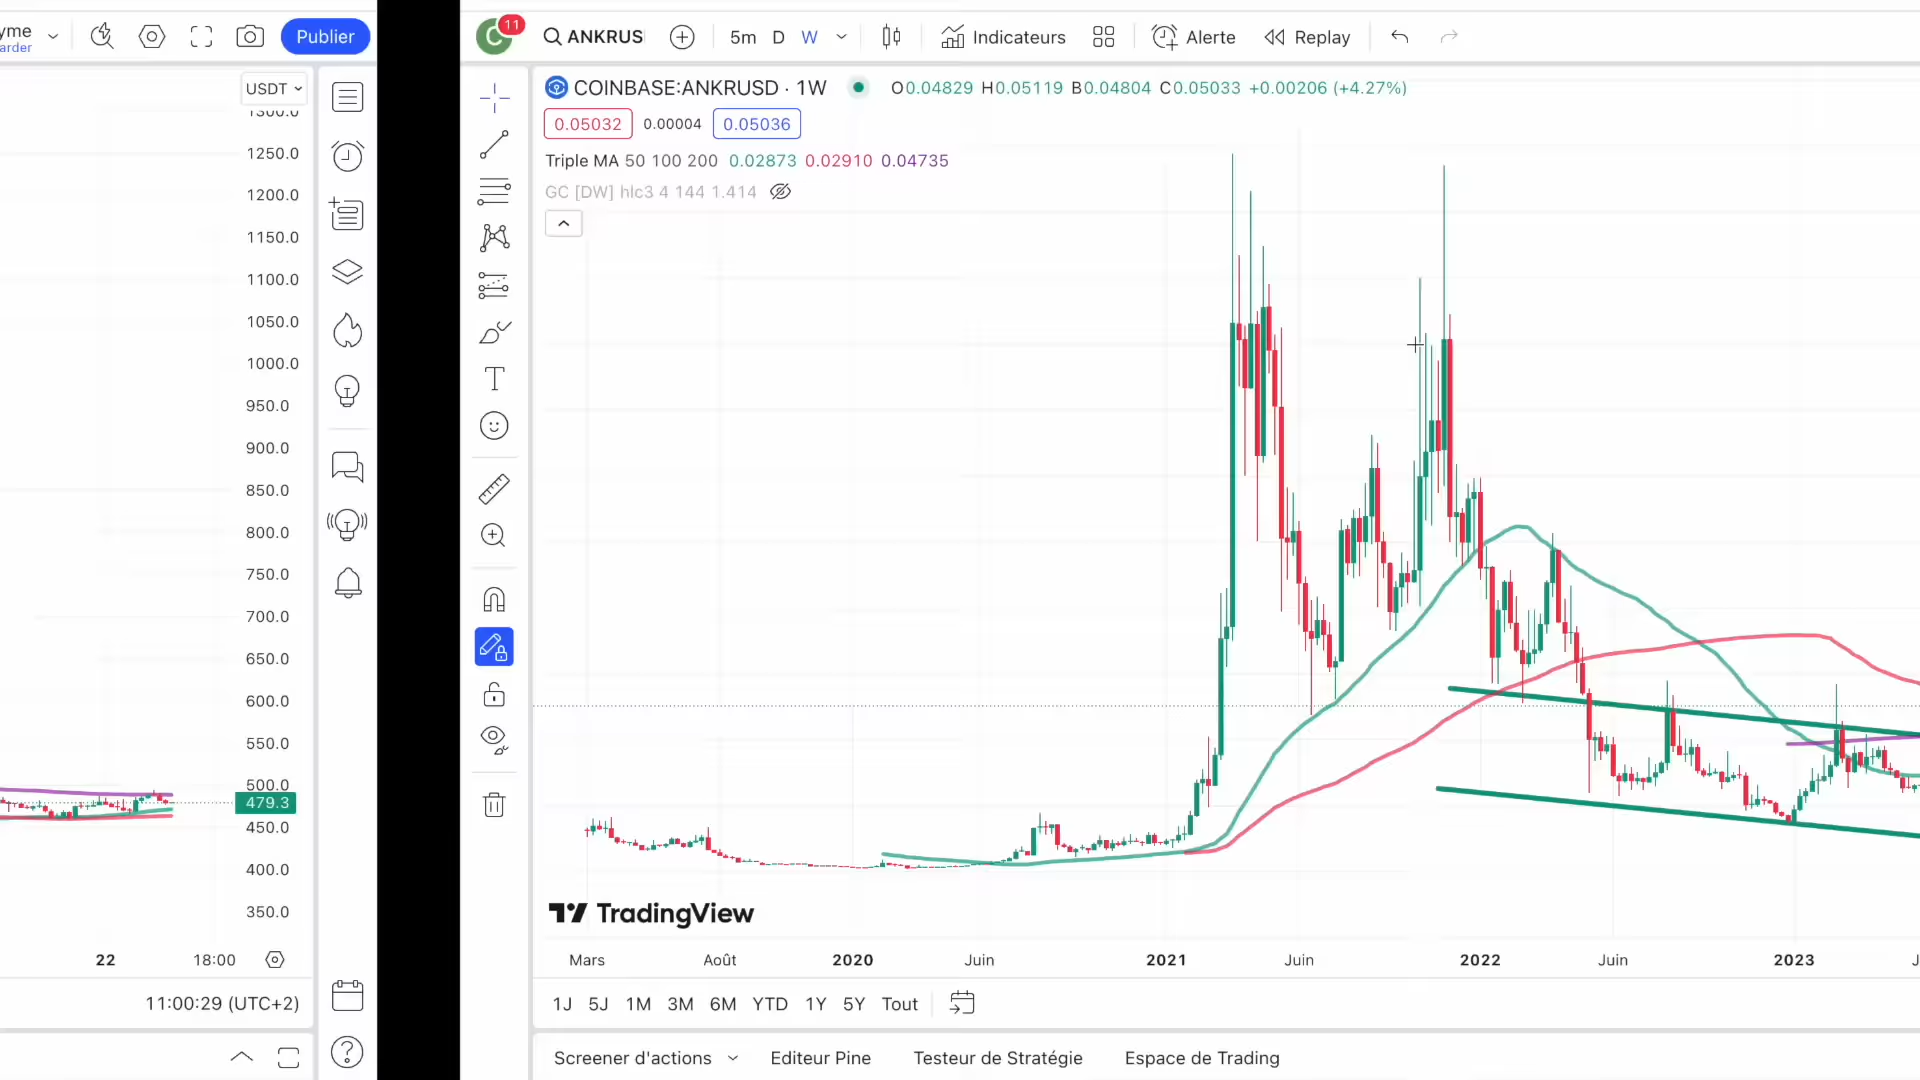 yme
arder
Publier
USDT
1300.0
1250.0
1200.0
1150.0
1100.0
1050.0
1000.0
950.0
900.0
850.0
800.0
750.0
700.0
650.0
600.0
550.0
500.0
479.3
450.0
400.0
350.0
22 18:00
11:00:29 (UTC+2)
C 11 ANKRUS 5m D W Indicateurs Alerte Replay
COINBASE:ANKRUSD · 1W O0.04829 H0.05119 B0.04804 C0.05033 +0.00206 (+4.27%)
0.05032 0.00004 0.05036
Triple MA 50 100 200 0.02873 0.02910 0.04735
GC [DW] hlc3 4 144 1.414
TradingView
Mars Août 2020 Juin 2021 Juin 2022 Juin 2023 J
1J 5J 1M 3M 6M YTD 1Y 5Y Tout
Screener d'actions Editeur Pine Testeur de Stratégie Espace de Trading